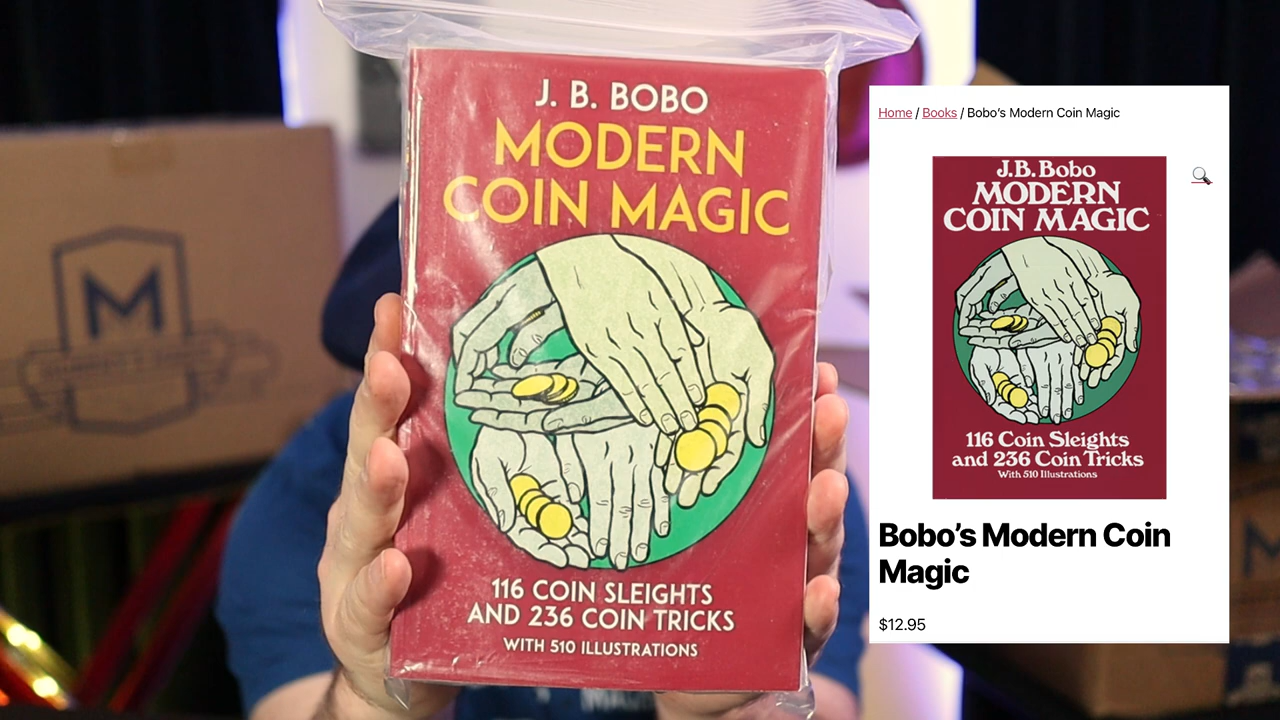 J. B. BOBO
MODERN
COIN MAGIC
116 COIN SLEIGHTS
AND 236 COIN TRICKS
WITH 510 ILLUSTRATIONS
M
Home / Books / Bobo’s Modern Coin Magic
J.B. Bobo
MODERN
COIN MAGIC
116 Coin Sleights
and 236 Coin Tricks
With 510 Illustrations
Bobo’s Modern Coin
Magic
$12.95